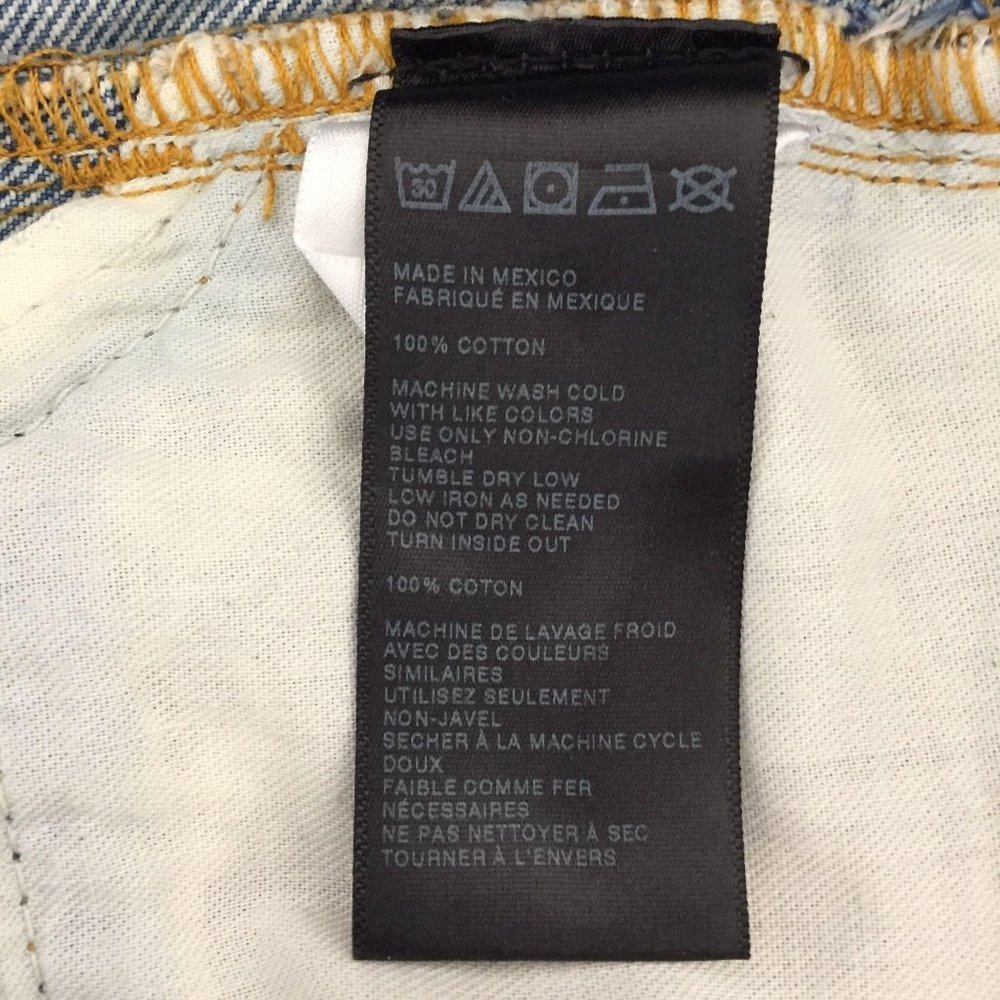 30
MADE IN MEXICO
FABRIQUÉ EN MEXIQUE
100% COTTON
MACHINE WASH COLD
WITH LIKE COLORS
USE ONLY NON-CHLORINE
BLEACH
TUMBLE DRY LOW
LOW IRON AS NEEDED
DO NOT DRY CLEAN
TURN INSIDE OUT
100% COTON
MACHINE DE LAVAGE FROID
AVEC DES COULEURS
SIMILAIRES
UTILISEZ SEULEMENT
NON-JAVEL
SECHER À LA MACHINE CYCLE
DOUX
FAIBLE COMME FER
NÉCESSAIRES
NE PAS NETTOYER À SEC
TOURNER À L'ENVERS